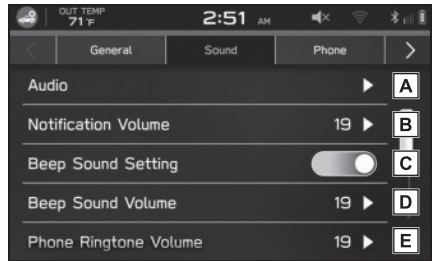 OUT TEMP
71°F
2:51 AM
General
Sound
Phone
Audio
A
Notification Volume 19
B
Beep Sound Setting
C
Beep Sound Volume 19
D
Phone Ringtone Volume 19
E